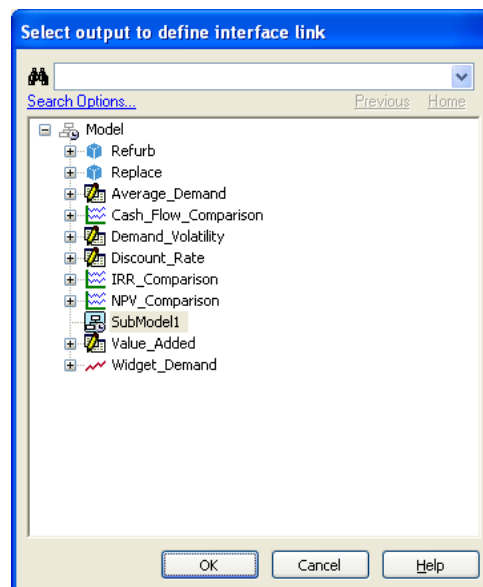 Select output to define interface link
Search Options... Previous Home
Model
Refurb
Replace
Average_Demand
Cash_Flow_Comparison
Demand_Volatility
Discount_Rate
IRR_Comparison
NPV_Comparison
SubModel1
Value_Added
Widget_Demand
OK Cancel Help